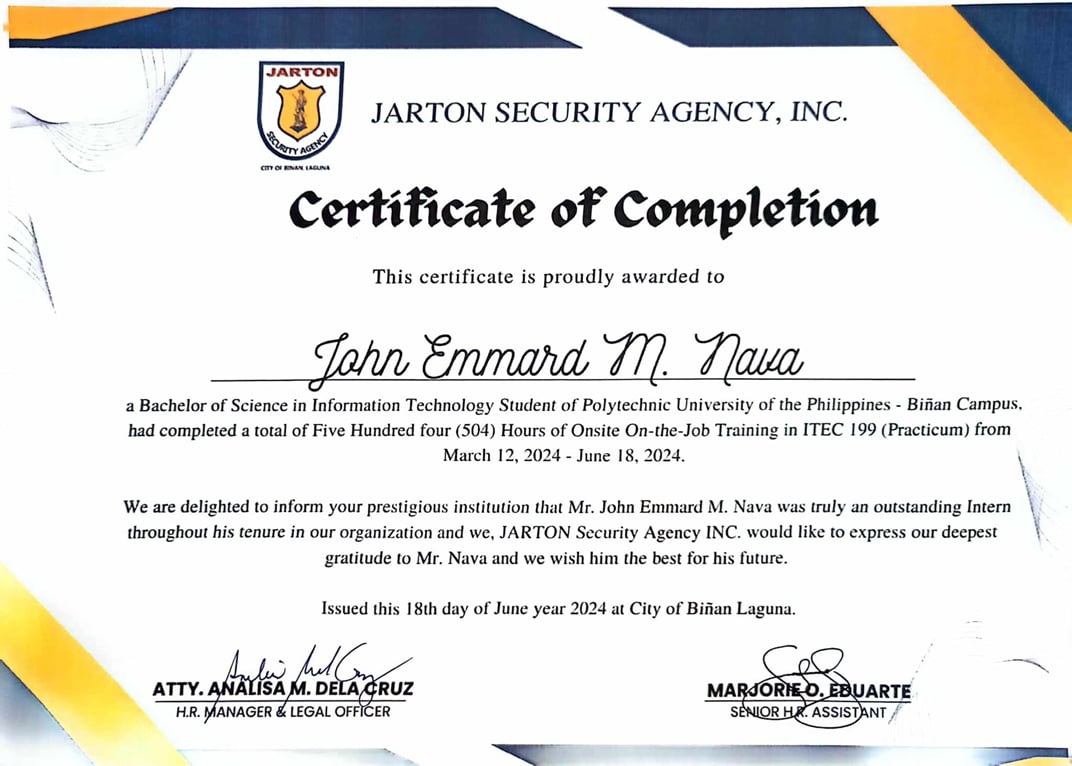 JARTON
SECURITY AGENCY
CITY OF BIÑAN, LAGUNA
JARTON SECURITY AGENCY, INC.
Certificate of Completion
This certificate is proudly awarded to
John Emmard M. Nava
a Bachelor of Science in Information Technology Student of Polytechnic University of the Philippines - Biñan Campus,
had completed a total of Five Hundred four (504) Hours of Onsite On-the-Job Training in ITEC 199 (Practicum) from
March 12, 2024 - June 18, 2024.
We are delighted to inform your prestigious institution that Mr. John Emmard M. Nava was truly an outstanding Intern
throughout his tenure in our organization and we, JARTON Security Agency INC. would like to express our deepest
gratitude to Mr. Nava and we wish him the best for his future.
Issued this 18th day of June year 2024 at City of Biñan Laguna.
ATTY. ANALISA M. DELA CRUZ
H.R. MANAGER & LEGAL OFFICER
MARJORIE O. EDUARTE
SENIOR H.R. ASSISTANT